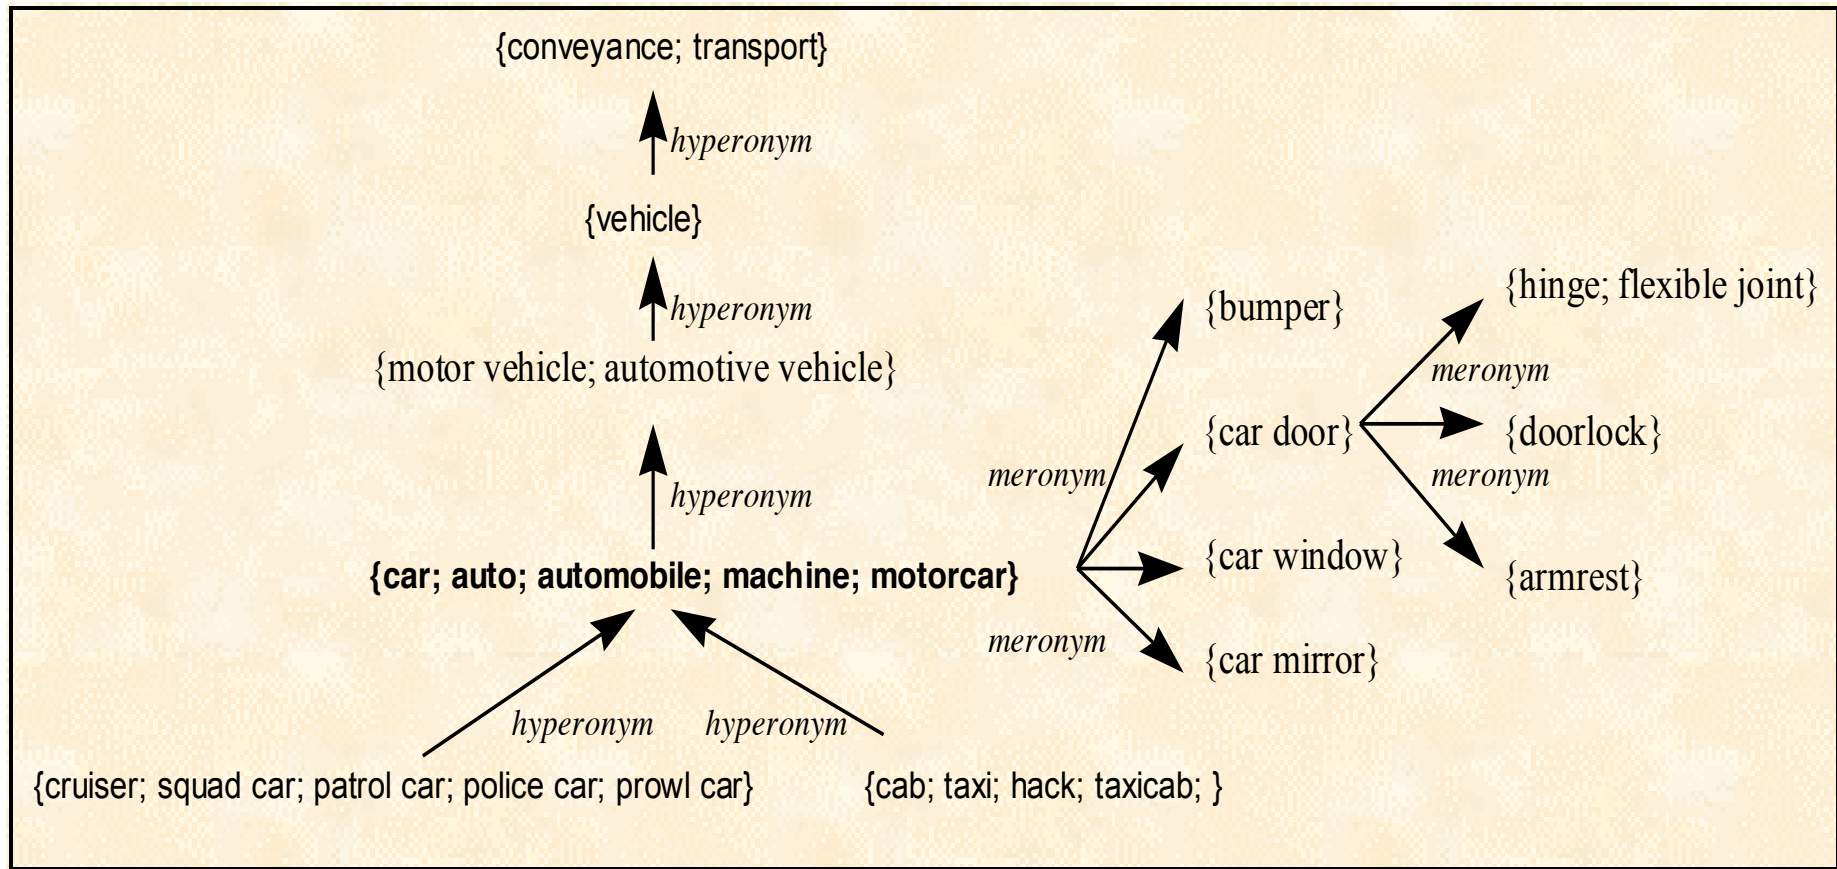 {conveyance; transport}
hyperonym
{vehicle}
hyperonym
{motor vehicle; automotive vehicle}
hyperonym
{car; auto; automobile; machine; motorcar}
hyperonym hyperonym
{cruiser; squad car; patrol car; police car; prowl car}
{cab; taxi; hack; taxicab; }
meronym
meronym
{bumper}
{car door}
{car window}
{car mirror}
meronym
meronym
{hinge; flexible joint}
{doorlock}
{armrest}